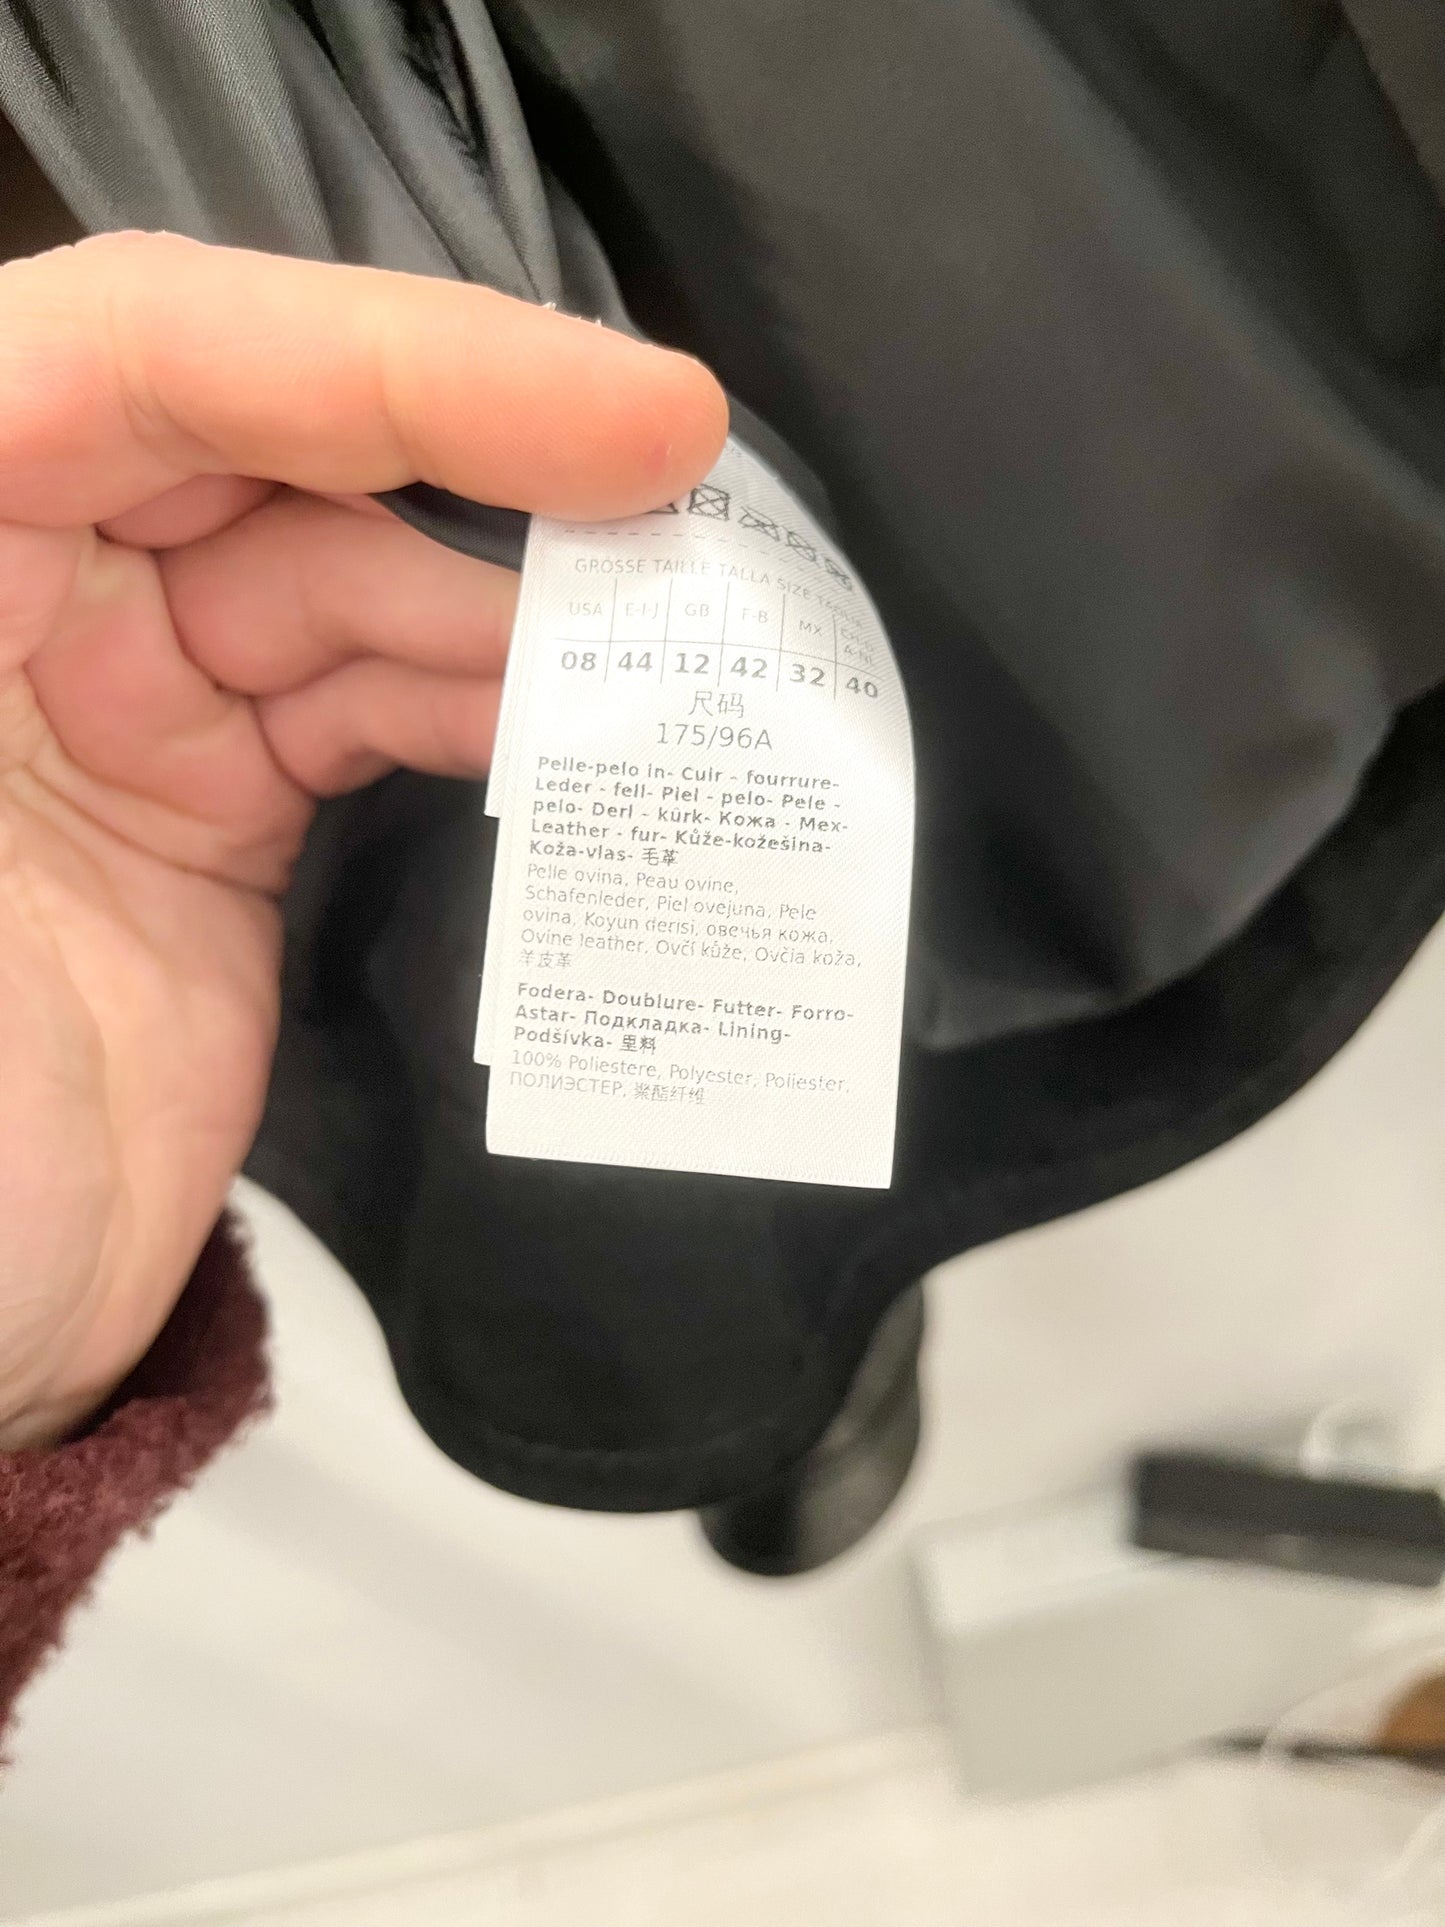 GRÖSSE TAILLE TALLA SIZE
USA E-I-J GB F-B MX
08 44 12 42 32 40
尺码
175/96A
Pelle-pelo in- Cuir - fourrure-
Leder - fell- Piel - pelo- Pele -
pelo- Derl - kürk- Кожа - Мех-
Leather - fur- Kůže-kožešina-
Koža-vlas- 毛革
Pelle ovina, Peau ovine,
Schafenleder, Piel ovejuna, Pele
ovina, Koyun derisi, овечья кожа,
Ovine leather, Ovčí kůže, Ovčia koža,
羊皮革
Fodera- Doublure- Futter- Forro-
Astar- Подкладка- Lining-
Podšívka- 里料
100% Poliestere, Polyester, Poliester,
ПОЛИЭСТЕР, 聚酯纤维